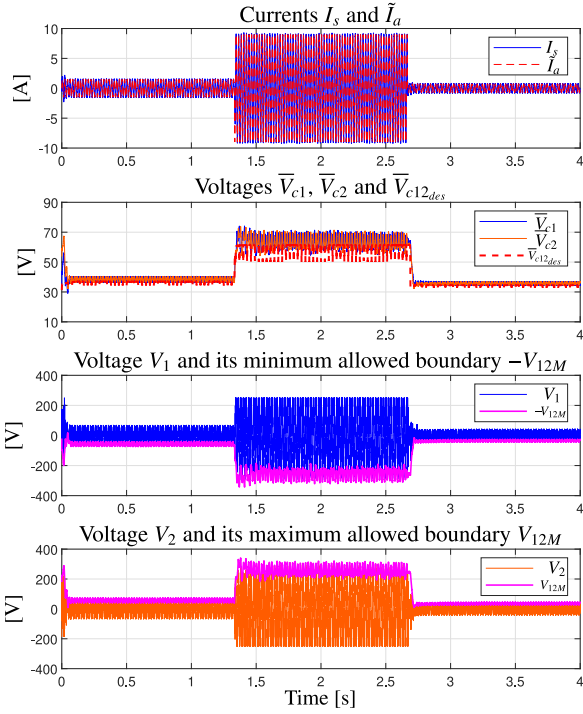 Currents I_s and Ĩ_a
10
5
0
-5
-10
[A]
I_s
Ĩ_a
0 0.5 1 1.5 2 2.5 3 3.5 4
Voltages V̅_c1, V̅_c2 and V̅_c12_des
90
70
50
30
10
[V]
V̅_c1
V̅_c2
V̅_c12_des
0 0.5 1 1.5 2 2.5 3 3.5 4
Voltage V_1 and its minimum allowed boundary −V_12M
400
200
0
-200
-400
[V]
V_1
−V_12M
0 0.5 1 1.5 2 2.5 3 3.5 4
Voltage V_2 and its maximum allowed boundary V_12M
400
200
0
-200
-400
[V]
V_2
V_12M
0 0.5 1 1.5 2 2.5 3 3.5 4
Time [s]